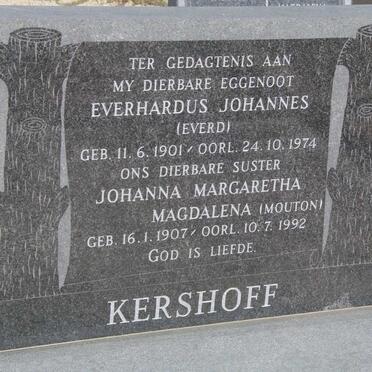 TER GEDAGTENIS AAN
MY DIERBARE EGGENOOT
EVERHARDUS JOHANNES
(EVERD)
GEB. 11.6.1901 / OORL. 24.10.1974
ONS DIERBARE SUSTER
JOHANNA MARGARETHA
MAGDALENA (MOUTON)
GEB. 16.1.1907 / OORL. 10.7.1992
GOD IS LIEFDE.
KERSHOFF